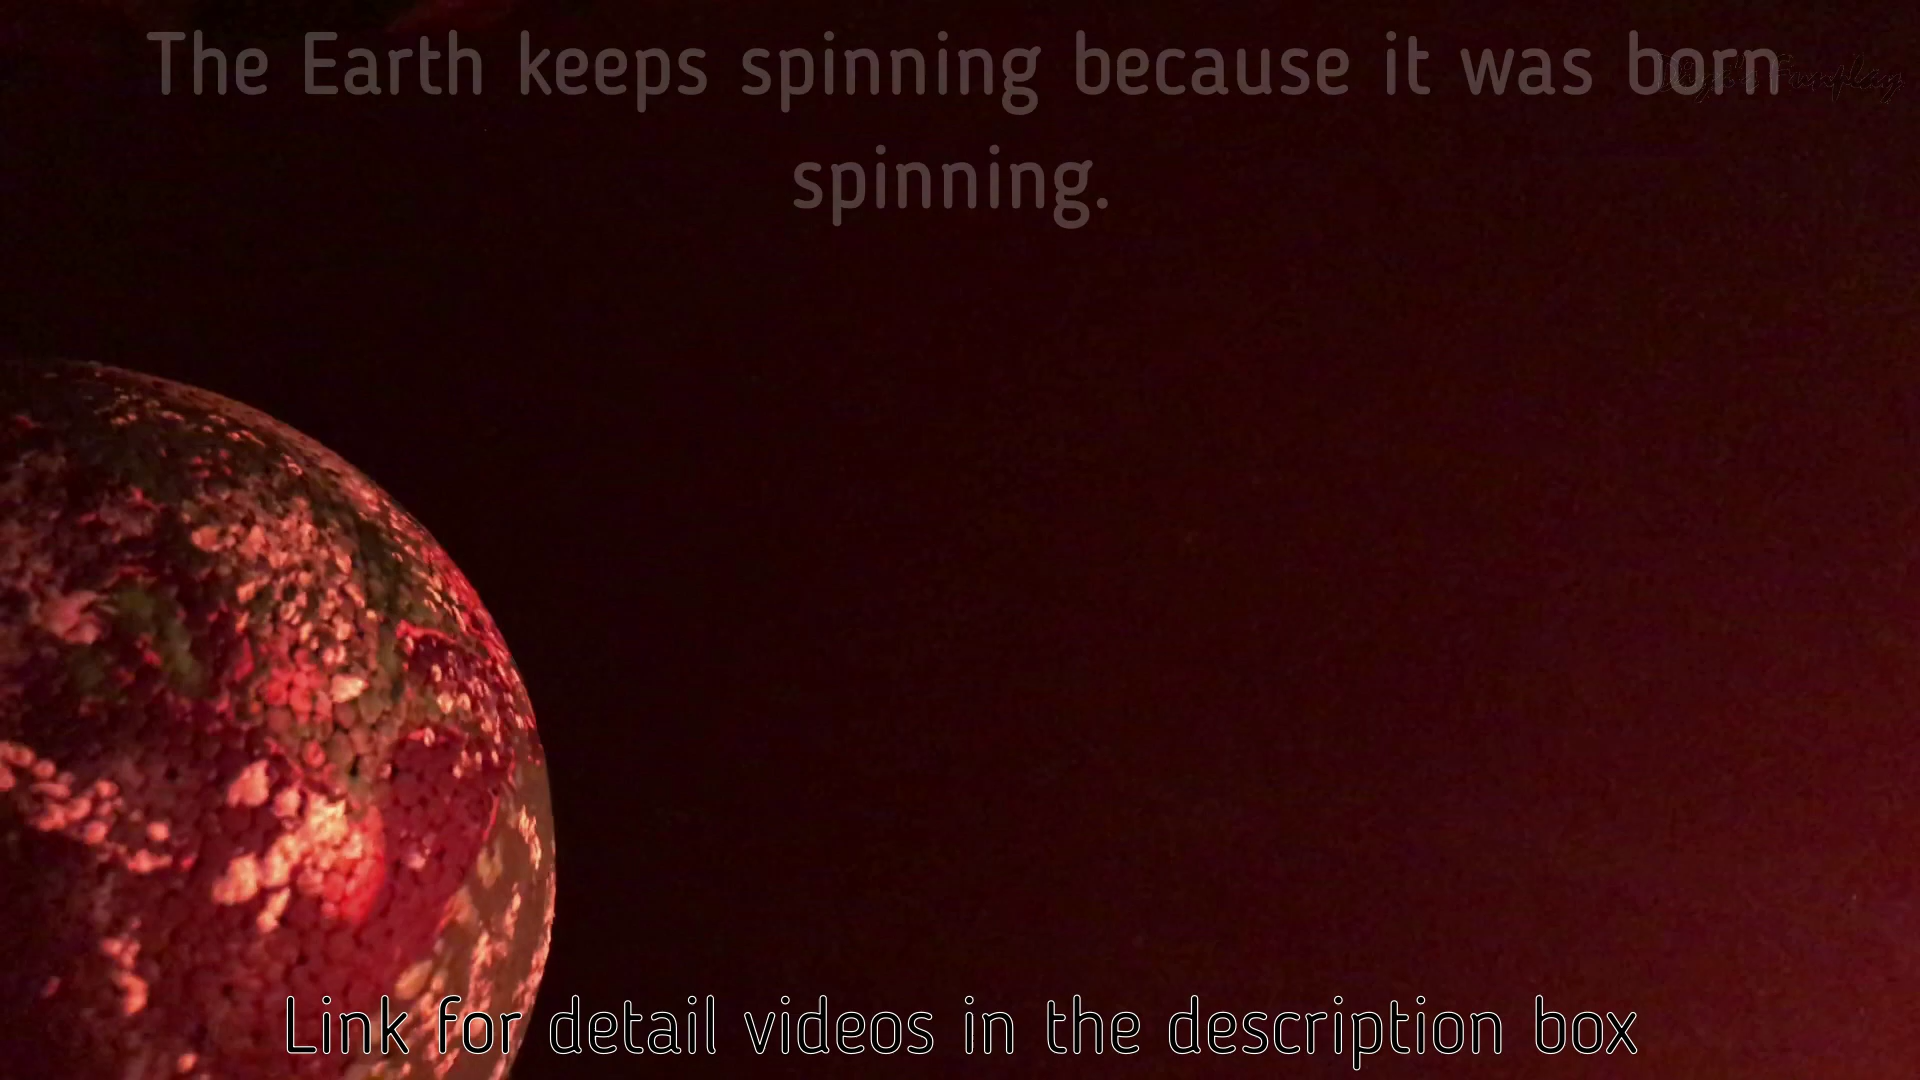 The Earth keeps spinning because it was born
spinning.
Link for detail videos in the description box